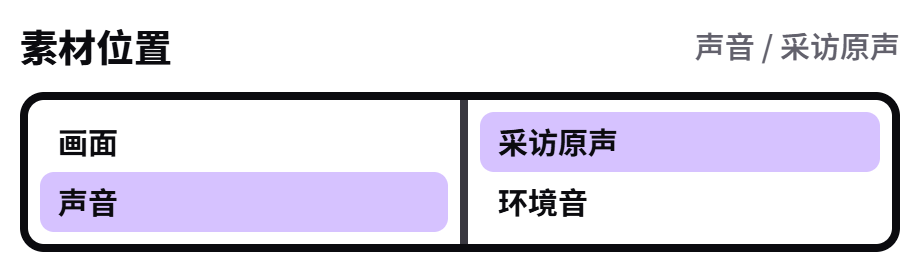 素材位置
声音 / 采访原声
画面
声音
采访原声
环境音